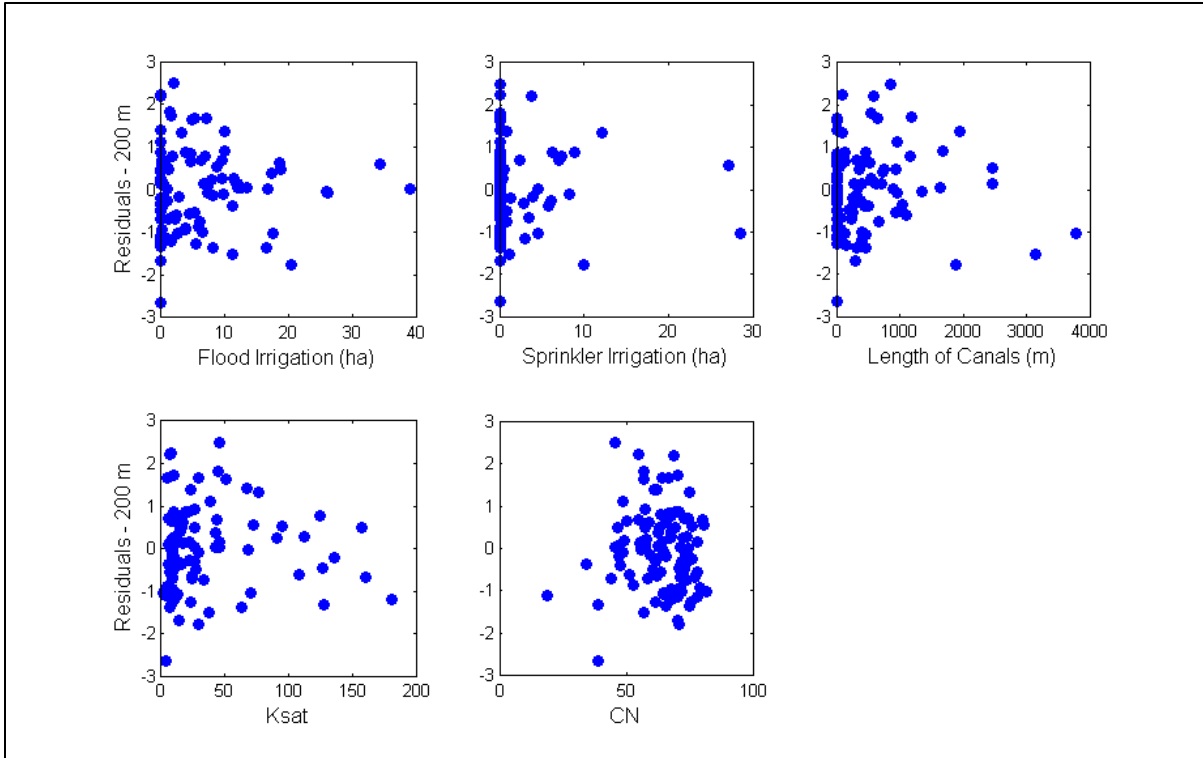 3
2
1
0
-1
-2
-3
Residuals - 200 m
0 10 20 30 40
Flood Irrigation (ha)
3
2
1
0
-1
-2
-3
0 10 20 30
Sprinkler Irrigation (ha)
3
2
1
0
-1
-2
-3
0 1000 2000 3000 4000
Length of Canals (m)
3
2
1
0
-1
-2
-3
Residuals - 200 m
0 50 100 150 200
Ksat
3
2
1
0
-1
-2
-3
0 50 100
CN